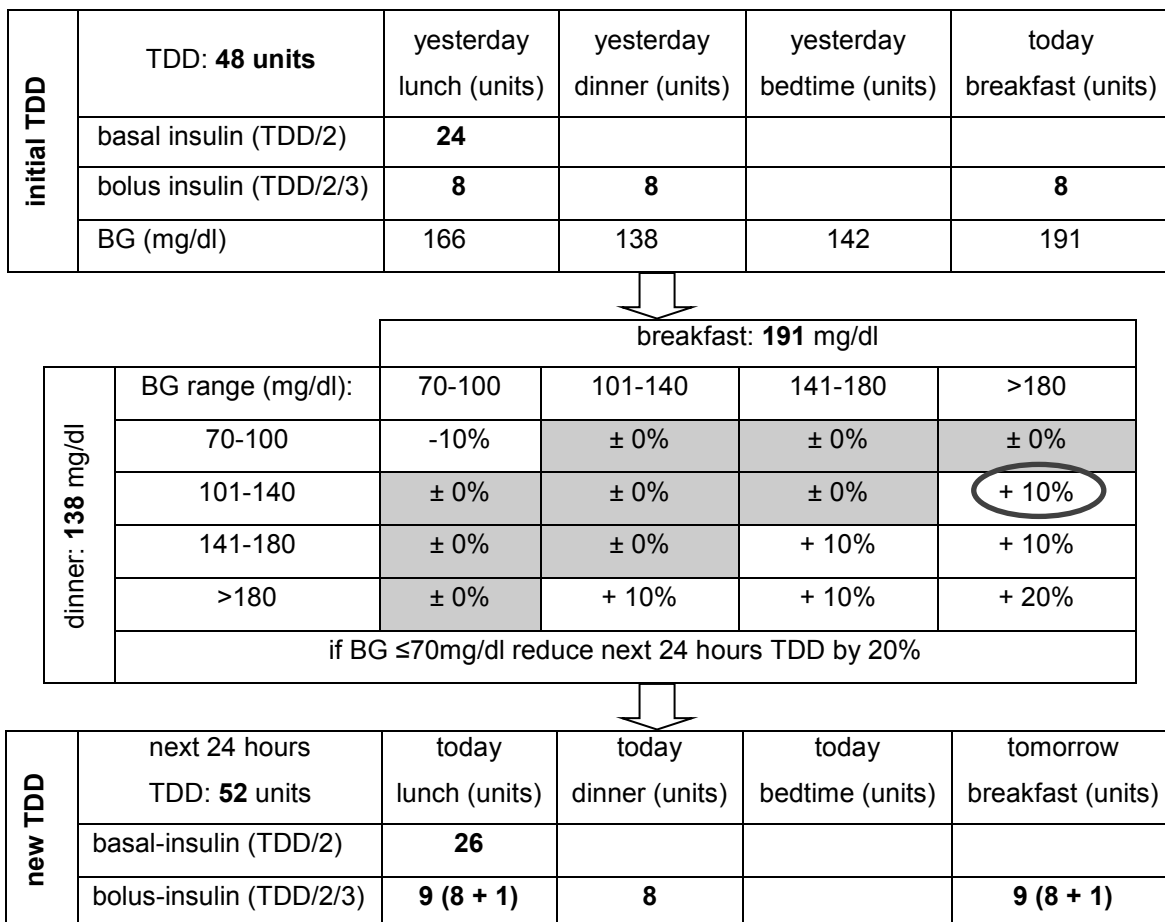 initial TDD
TDD: 48 units
yesterday lunch (units)
yesterday dinner (units)
yesterday bedtime (units)
today breakfast (units)
basal insulin (TDD/2) 24
bolus insulin (TDD/2/3) 8 8 8
BG (mg/dl) 166 138 142 191
breakfast: 191 mg/dl
dinner: 138 mg/dl
BG range (mg/dl): 70-100 101-140 141-180 >180
70-100 -10% ± 0% ± 0% ± 0%
101-140 ± 0% ± 0% ± 0% + 10%
141-180 ± 0% ± 0% + 10% + 10%
>180 ± 0% + 10% + 10% + 20%
if BG ≤70mg/dl reduce next 24 hours TDD by 20%
new TDD
next 24 hours TDD: 52 units
today lunch (units)
today dinner (units)
today bedtime (units)
tomorrow breakfast (units)
basal-insulin (TDD/2) 26
bolus-insulin (TDD/2/3) 9 (8 + 1) 8 9 (8 + 1)